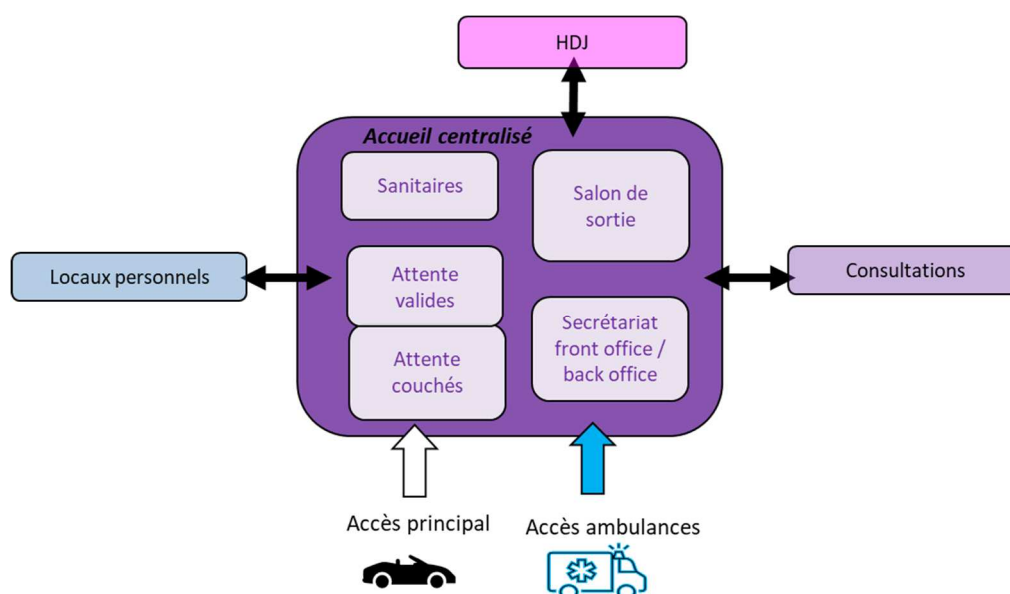 HDJ
Accueil centralisé
Sanitaires
Salon de
sortie
Locaux personnels
Attente
valides
Consultations
Attente
couchés
Secrétariat
front office /
back office
Accès principal
Accès ambulances